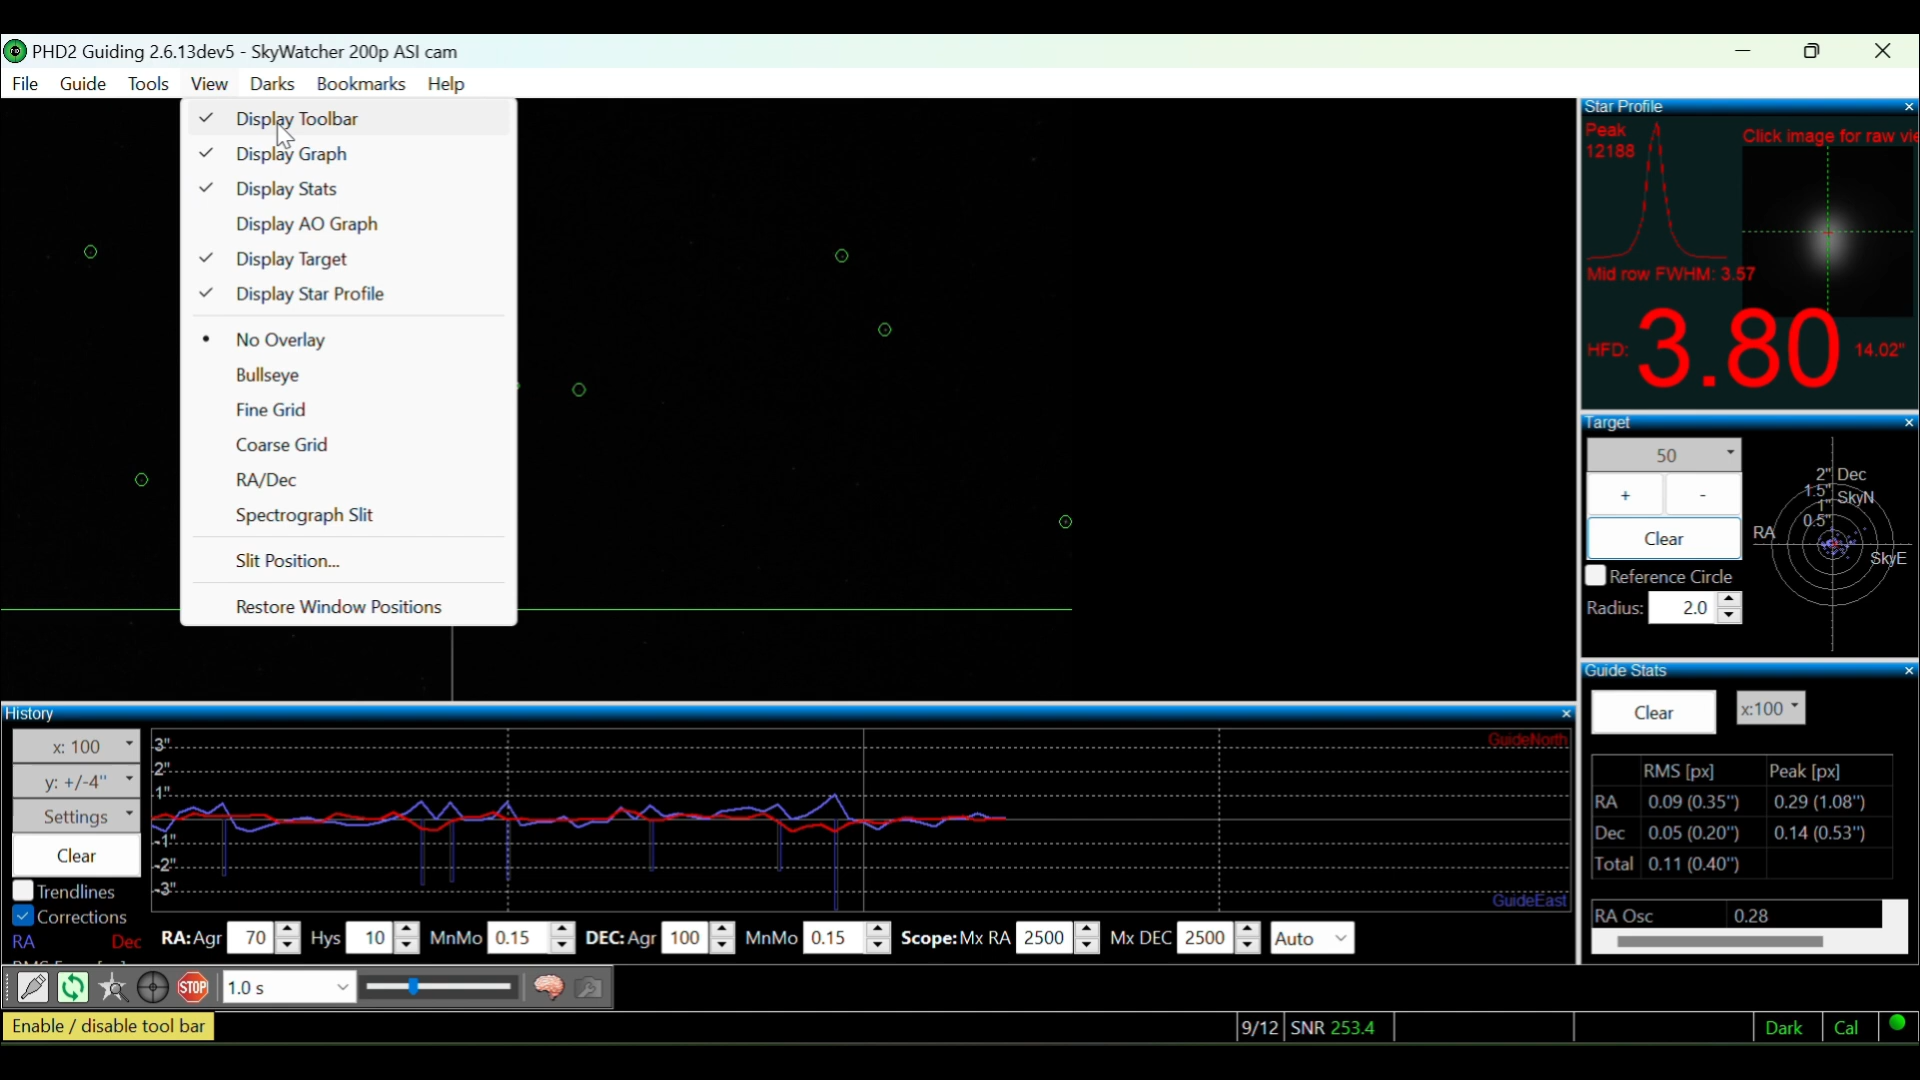 PHD2 Guiding 2.6.13dev5 - SkyWatcher 200p ASI cam
File Guide Tools View Darks Bookmarks Help
Display Toolbar
Display Graph
Display Stats
Display AO Graph
Display Target
Display Star Profile
No Overlay
Bullseye
Fine Grid
Coarse Grid
RA/Dec
Spectrograph Slit
Slit Position...
Restore Window Positions
Star Profile
Peak
12188
Click image for raw vie
Mid row FWHM: 3.57
HFD: 3.80 14.02"
Target
50
+ -
Clear
Reference Circle
Radius: 2.0
2" Dec
1.5" SkyN
1"
0.5"
RA
SkyE
Guide Stats
Clear x:100
RMS [px] Peak [px]
RA 0.09 (0.35") 0.29 (1.08")
Dec 0.05 (0.20") 0.14 (0.53")
Total 0.11 (0.40")
RA Osc 0.28
History
x: 100
y: +/-4"
Settings
Clear
Trendlines
Corrections
RA Dec
3"
2"
1"
-1"
-2"
-3"
GuideNorth
GuideEast
RA: Agr 70 Hys 10 MnMo 0.15 DEC: Agr 100 MnMo 0.15 Scope: Mx RA 2500 Mx DEC 2500 Auto
STOP 1.0 s
Enable / disable tool bar
9/12 SNR 253.4 Dark Cal